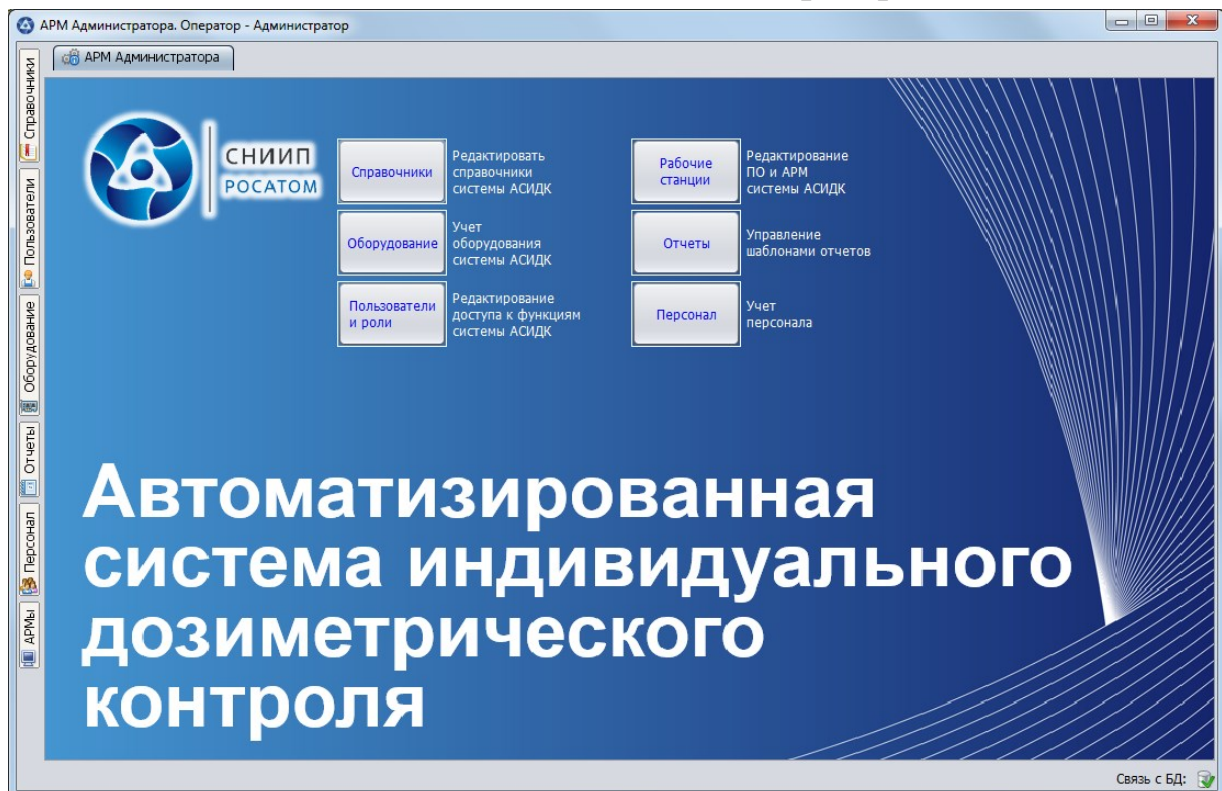 АРМ Администратора. Оператор - Администратор
АРМ Администратора
Справочники
Пользователи
Оборудование
Отчеты
Персонал
АРМы
СНИИП
РОСАТОМ
Справочники
Редактировать
справочники
системы АСИДК
Рабочие
станции
Редактирование
ПО и АРМ
системы АСИДК
Оборудование
Учет
оборудования
системы АСИДК
Отчеты
Управление
шаблонами отчетов
Пользователи
и роли
Редактирование
доступа к функциям
системы АСИДК
Персонал
Учет
персонала
Автоматизированная
система индивидуального
дозиметрического
контроля
Связь с БД: